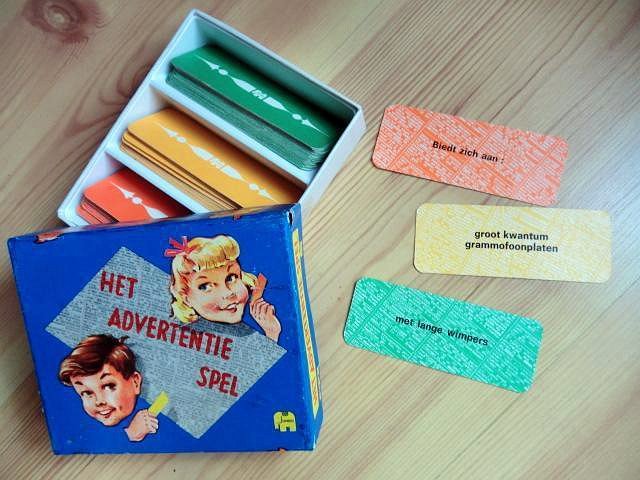 Biedt zich aan :
groot kwantum
grammofoonplaten
met lange wimpers
HET
ADVERTENTIE
SPEL